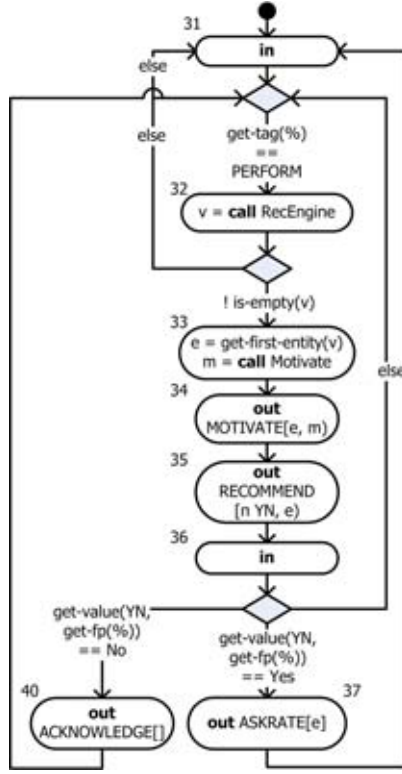 31
in
else
else
get-tag(%)
==
PERFORM
32
v = call RecEngine
! is-empty(v)
33
e = get-first-entity(v)
m = call Motivate
34
out
MOTIVATE[e, m)
else
35
out
RECOMMEND
[n YN, e)
36
in
get-value(YN,
get-fp(%))
== No
get-value(YN,
get-fp(%))
== Yes
40
out
ACKNOWLEDGE[]
37
out ASKRATE[e]